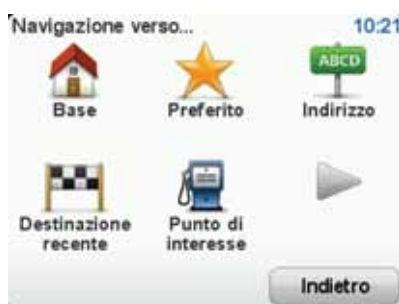 Navigazione verso... 10:21
ABCD
Base Preferito Indirizzo
Destinazione recente
Punto di interesse
Indietro